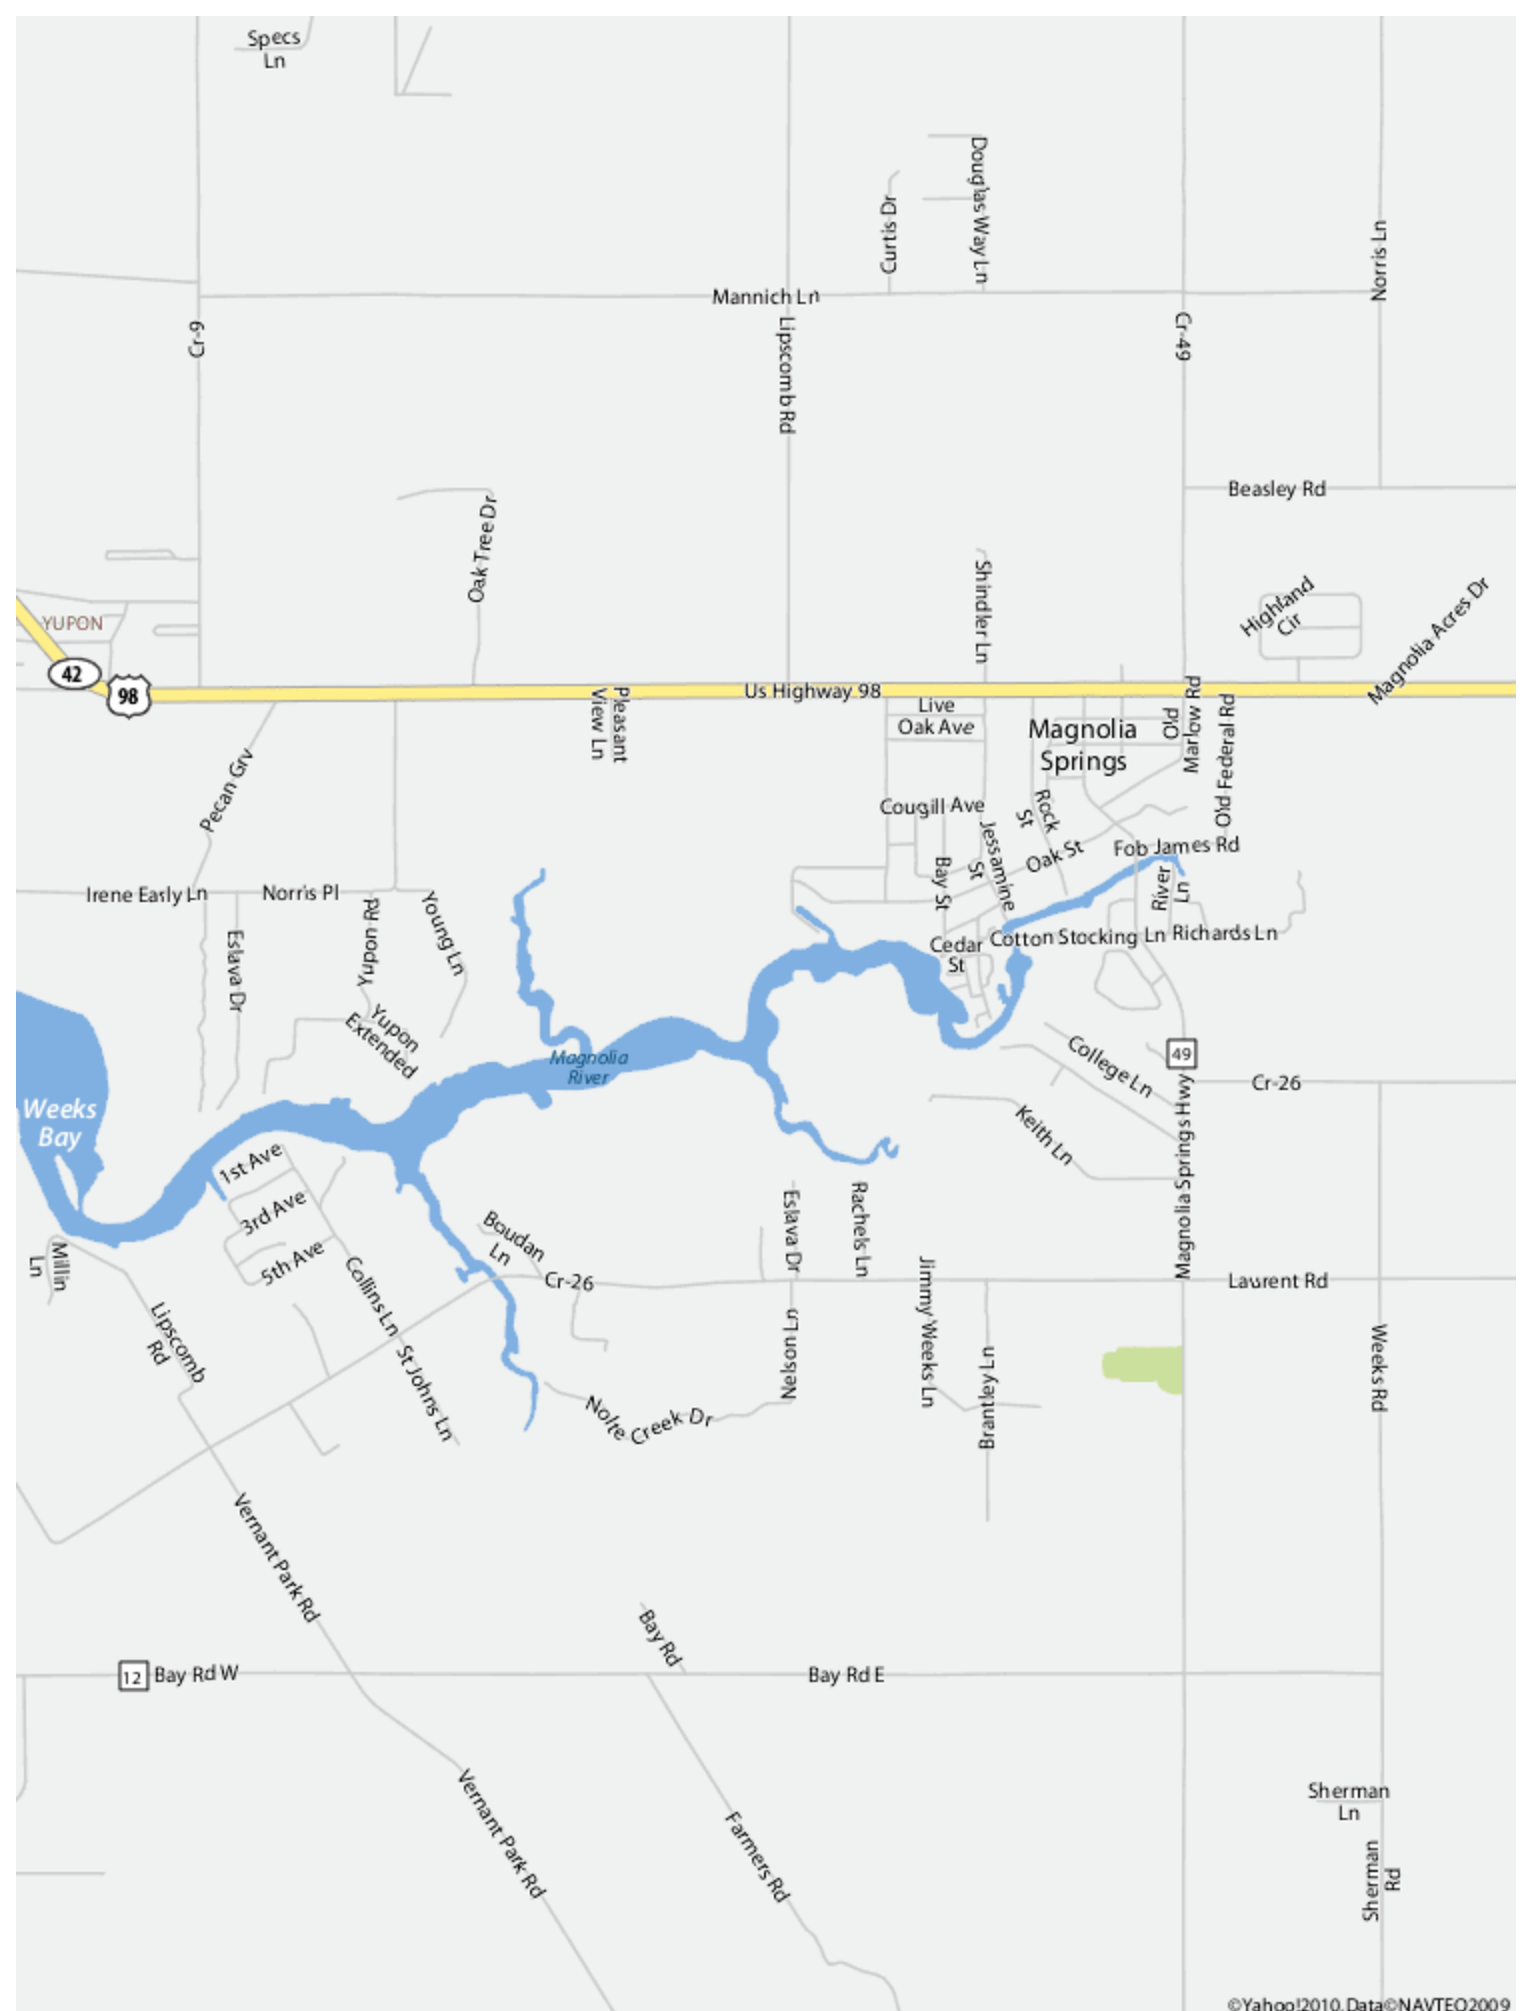 Specs
Ln
Douglas Way Ln
Curtis Dr
Norris Ln
Mannich Ln
Cr-9
Lipscomb Rd
Cr-49
Beasley Rd
Oak Tree Dr
Shindler Ln
Highland
Cir
Magnolia Acres Dr
YUPON
42
98
Us Highway 98
Pleasant
View Ln
Live
Oak Ave
Magnolia
Springs
Old
Marlow Rd
Old Federal Rd
Pecan Grv
Cougill Ave
Rock
St
Jessamine
St
Oak St
Fob James Rd
Bay St
River
Ln
Irene Early Ln
Norris Pl
Yupon Rd
Young Ln
Eslava Dr
Cedar
St
Cotton Stocking Ln
Richards Ln
Yupon
Extended
Magnolia
River
College Ln
49
Cr-26
Weeks
Bay
Keith Ln
Magnolia Springs Hwy
1st Ave
3rd Ave
5th Ave
Boudan
Ln
Eslava Dr
Rachels Ln
Millin
Ln
Collins Ln
Cr-26
Jimmy Weeks Ln
Laurent Rd
Lipscomb
Rd
St Johns Ln
Nelson Ln
Brantley Ln
Weeks Rd
Nolte Creek Dr
Vernant Park Rd
Bay Rd
12
Bay Rd W
Bay Rd E
Vernant Park Rd
Farmers Rd
Sherman
Ln
Sherman
Rd
©Yahoo!2010, Data©NAVTEQ2009